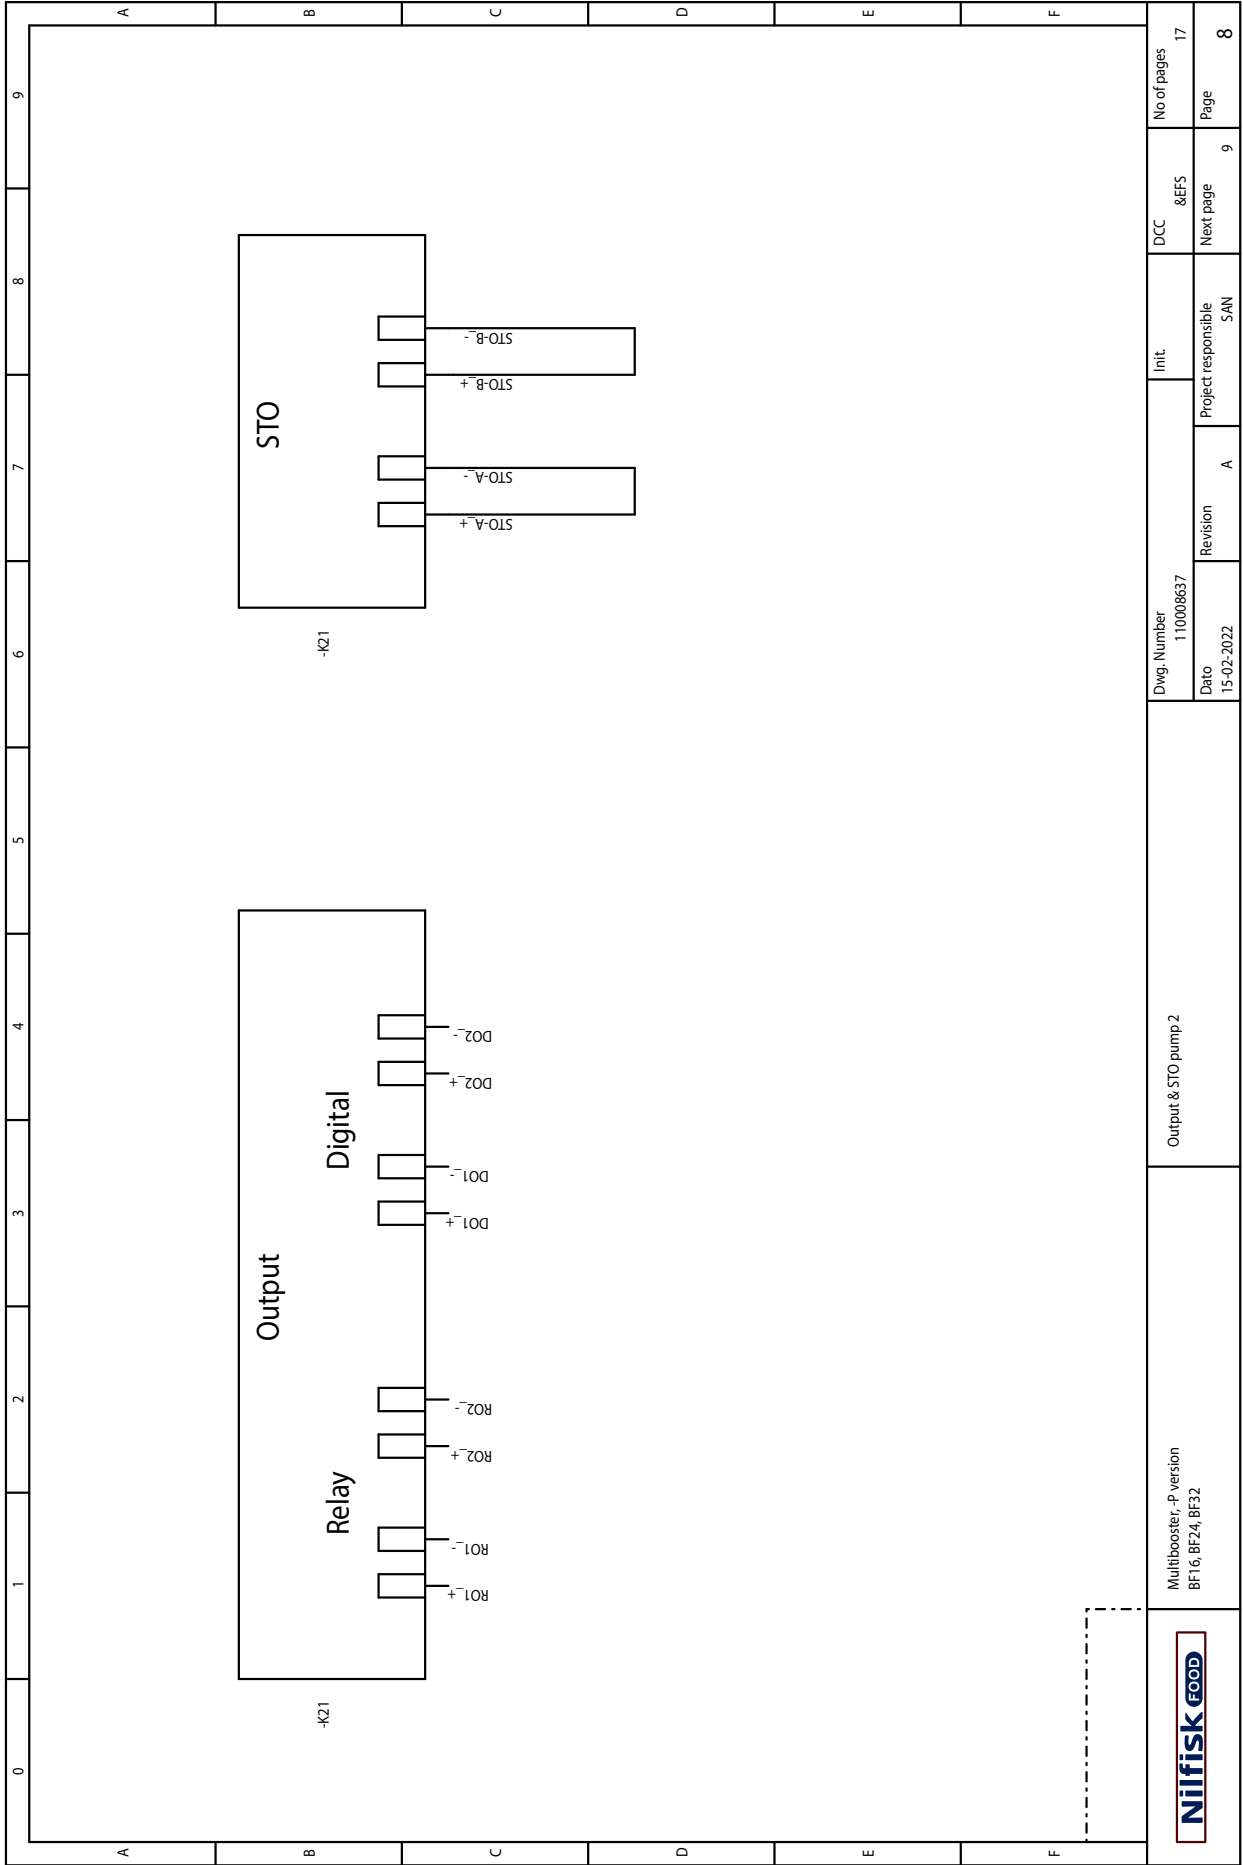 0 1 2 3 4 5 6 7 8 9
A
B
C
D
E
F
A
B
C
D
E
F
-K21
Output
Relay
Digital
RO1_+
RO1_-
RO2_+
RO2_-
DO1_+
DO1_-
DO2_+
DO2_-
-K21
STO
STO-A_+
STO-A_-
STO-B_+
STO-B_-
Nilfisk FOOD
Multibooster, -P version
BF16, BF24, BF32
Output & STO pump 2
Dwg. Number
110008637
Init.
DCC
&EFS
No of pages
17
Dato
15-02-2022
Revision
A
Project responsible
SAN
Next page
9
Page
8